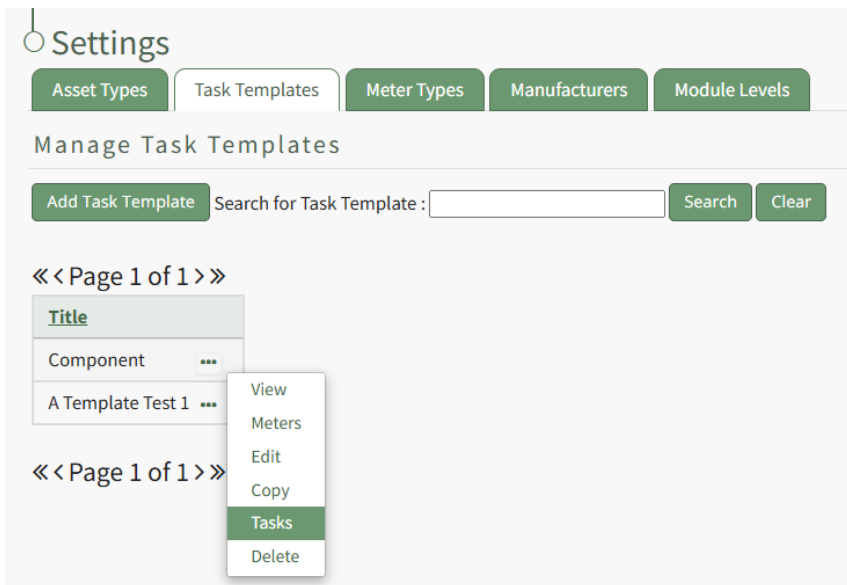 Settings
Asset Types Task Templates Meter Types Manufacturers Module Levels
Manage Task Templates
Add Task Template Search for Task Template : Search Clear
« < Page 1 of 1 > »
Title
Component •••
A Template Test 1 •••
View
Meters
Edit
Copy
Tasks
Delete
« < Page 1 of 1 > »